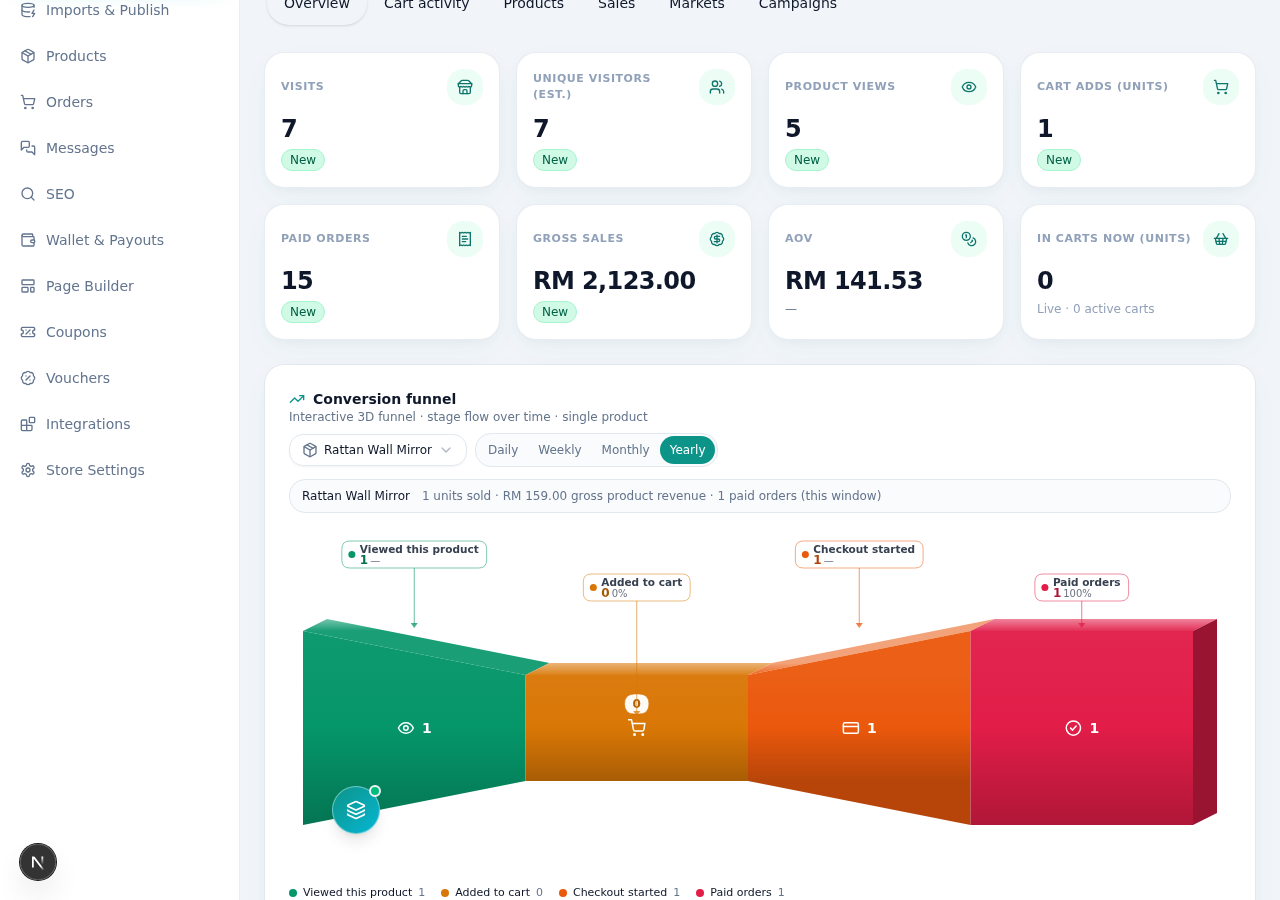 Imports & Publish
Products
Orders
Messages
SEO
Wallet & Payouts
Page Builder
Coupons
Vouchers
Integrations
Store Settings
N
Overview
Cart activity
Products
Sales
Markets
Campaigns
VISITS
7
New
UNIQUE VISITORS
(EST.)
7
New
PRODUCT VIEWS
5
New
CART ADDS (UNITS)
1
New
PAID ORDERS
15
New
GROSS SALES
RM 2,123.00
New
AOV
RM 141.53
—
IN CARTS NOW (UNITS)
0
Live · 0 active carts
Conversion funnel
Interactive 3D funnel · stage flow over time · single product
Rattan Wall Mirror
Daily
Weekly
Monthly
Yearly
Rattan Wall Mirror 1 units sold · RM 159.00 gross product revenue · 1 paid orders (this window)
Viewed this product
1 —
Added to cart
0 0%
Checkout started
1 —
Paid orders
1 100%
1
0
1
1
Viewed this product 1
Added to cart 0
Checkout started 1
Paid orders 1